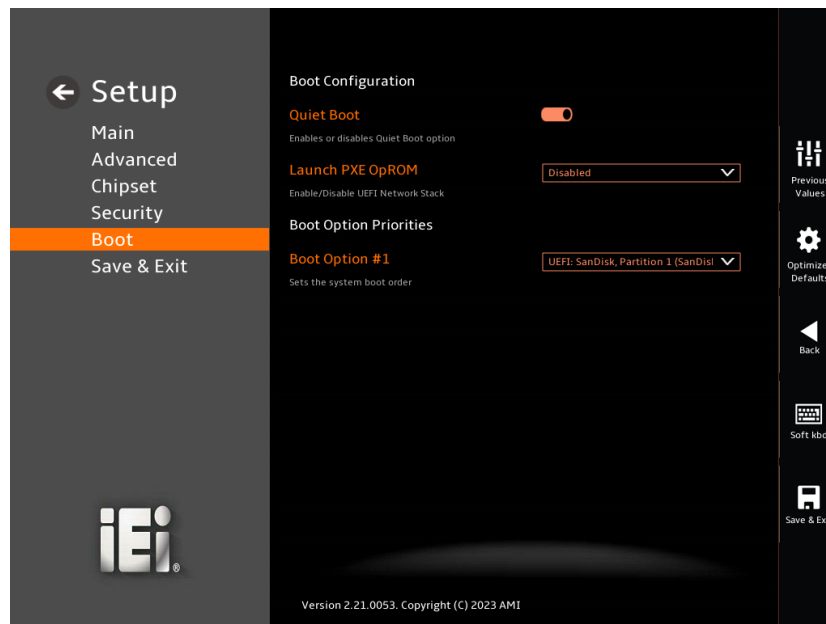 Setup
Main
Advanced
Chipset
Security
Boot
Save & Exit
iEi®
Boot Configuration
Quiet Boot
Enables or disables Quiet Boot option
Launch PXE OpROM
Disabled
Enable/Disable UEFI Network Stack
Boot Option Priorities
Boot Option #1
UEFI: SanDisk, Partition 1 (SanDisl
Sets the system boot order
Version 2.21.0053. Copyright (C) 2023 AMI
Previous
Values
Optimize
Defaults
Back
Soft kbd
Save & Ex